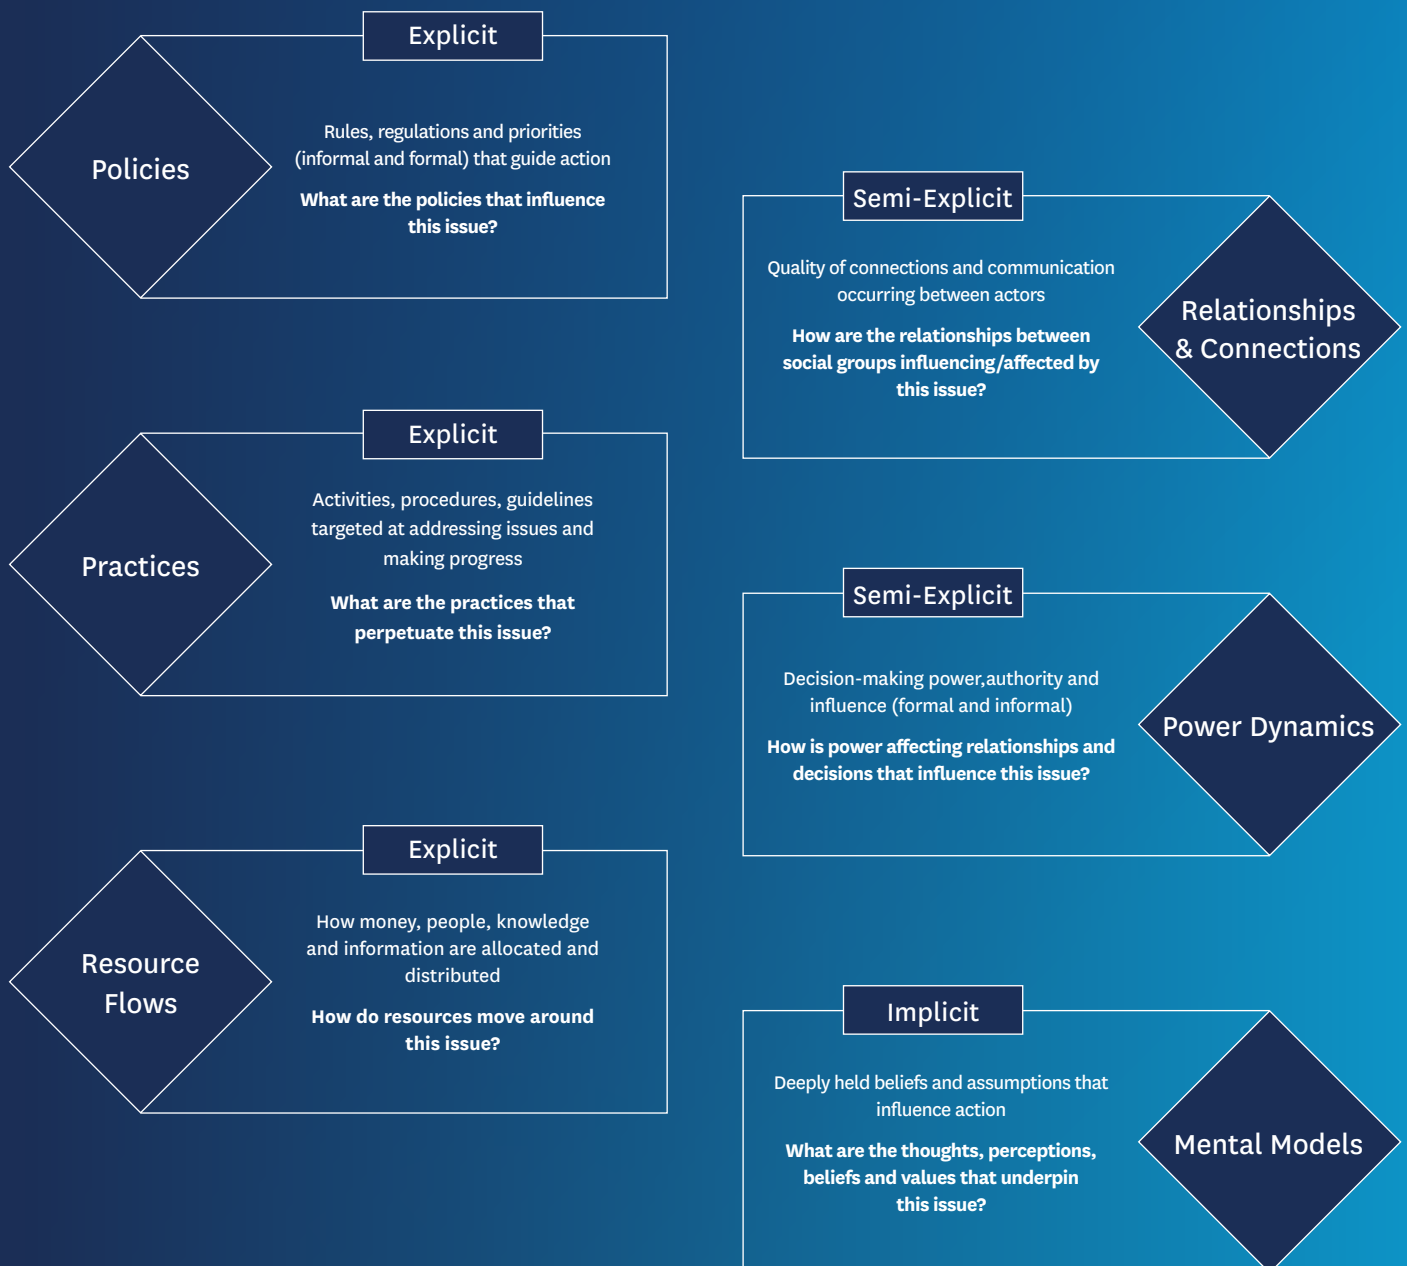 Explicit
Policies
Rules, regulations and priorities
(informal and formal) that guide action
What are the policies that influence
this issue?
Semi-Explicit
Quality of connections and communication
occurring between actors
How are the relationships between
social groups influencing/affected by
this issue?
Relationships
& Connections
Explicit
Practices
Activities, procedures, guidelines
targeted at addressing issues and
making progress
What are the practices that
perpetuate this issue?
Semi-Explicit
Decision-making power,authority and
influence (formal and informal)
How is power affecting relationships and
decisions that influence this issue?
Power Dynamics
Explicit
Resource
Flows
How money, people, knowledge
and information are allocated and
distributed
How do resources move around
this issue?
Implicit
Deeply held beliefs and assumptions that
influence action
What are the thoughts, perceptions,
beliefs and values that underpin
this issue?
Mental Models